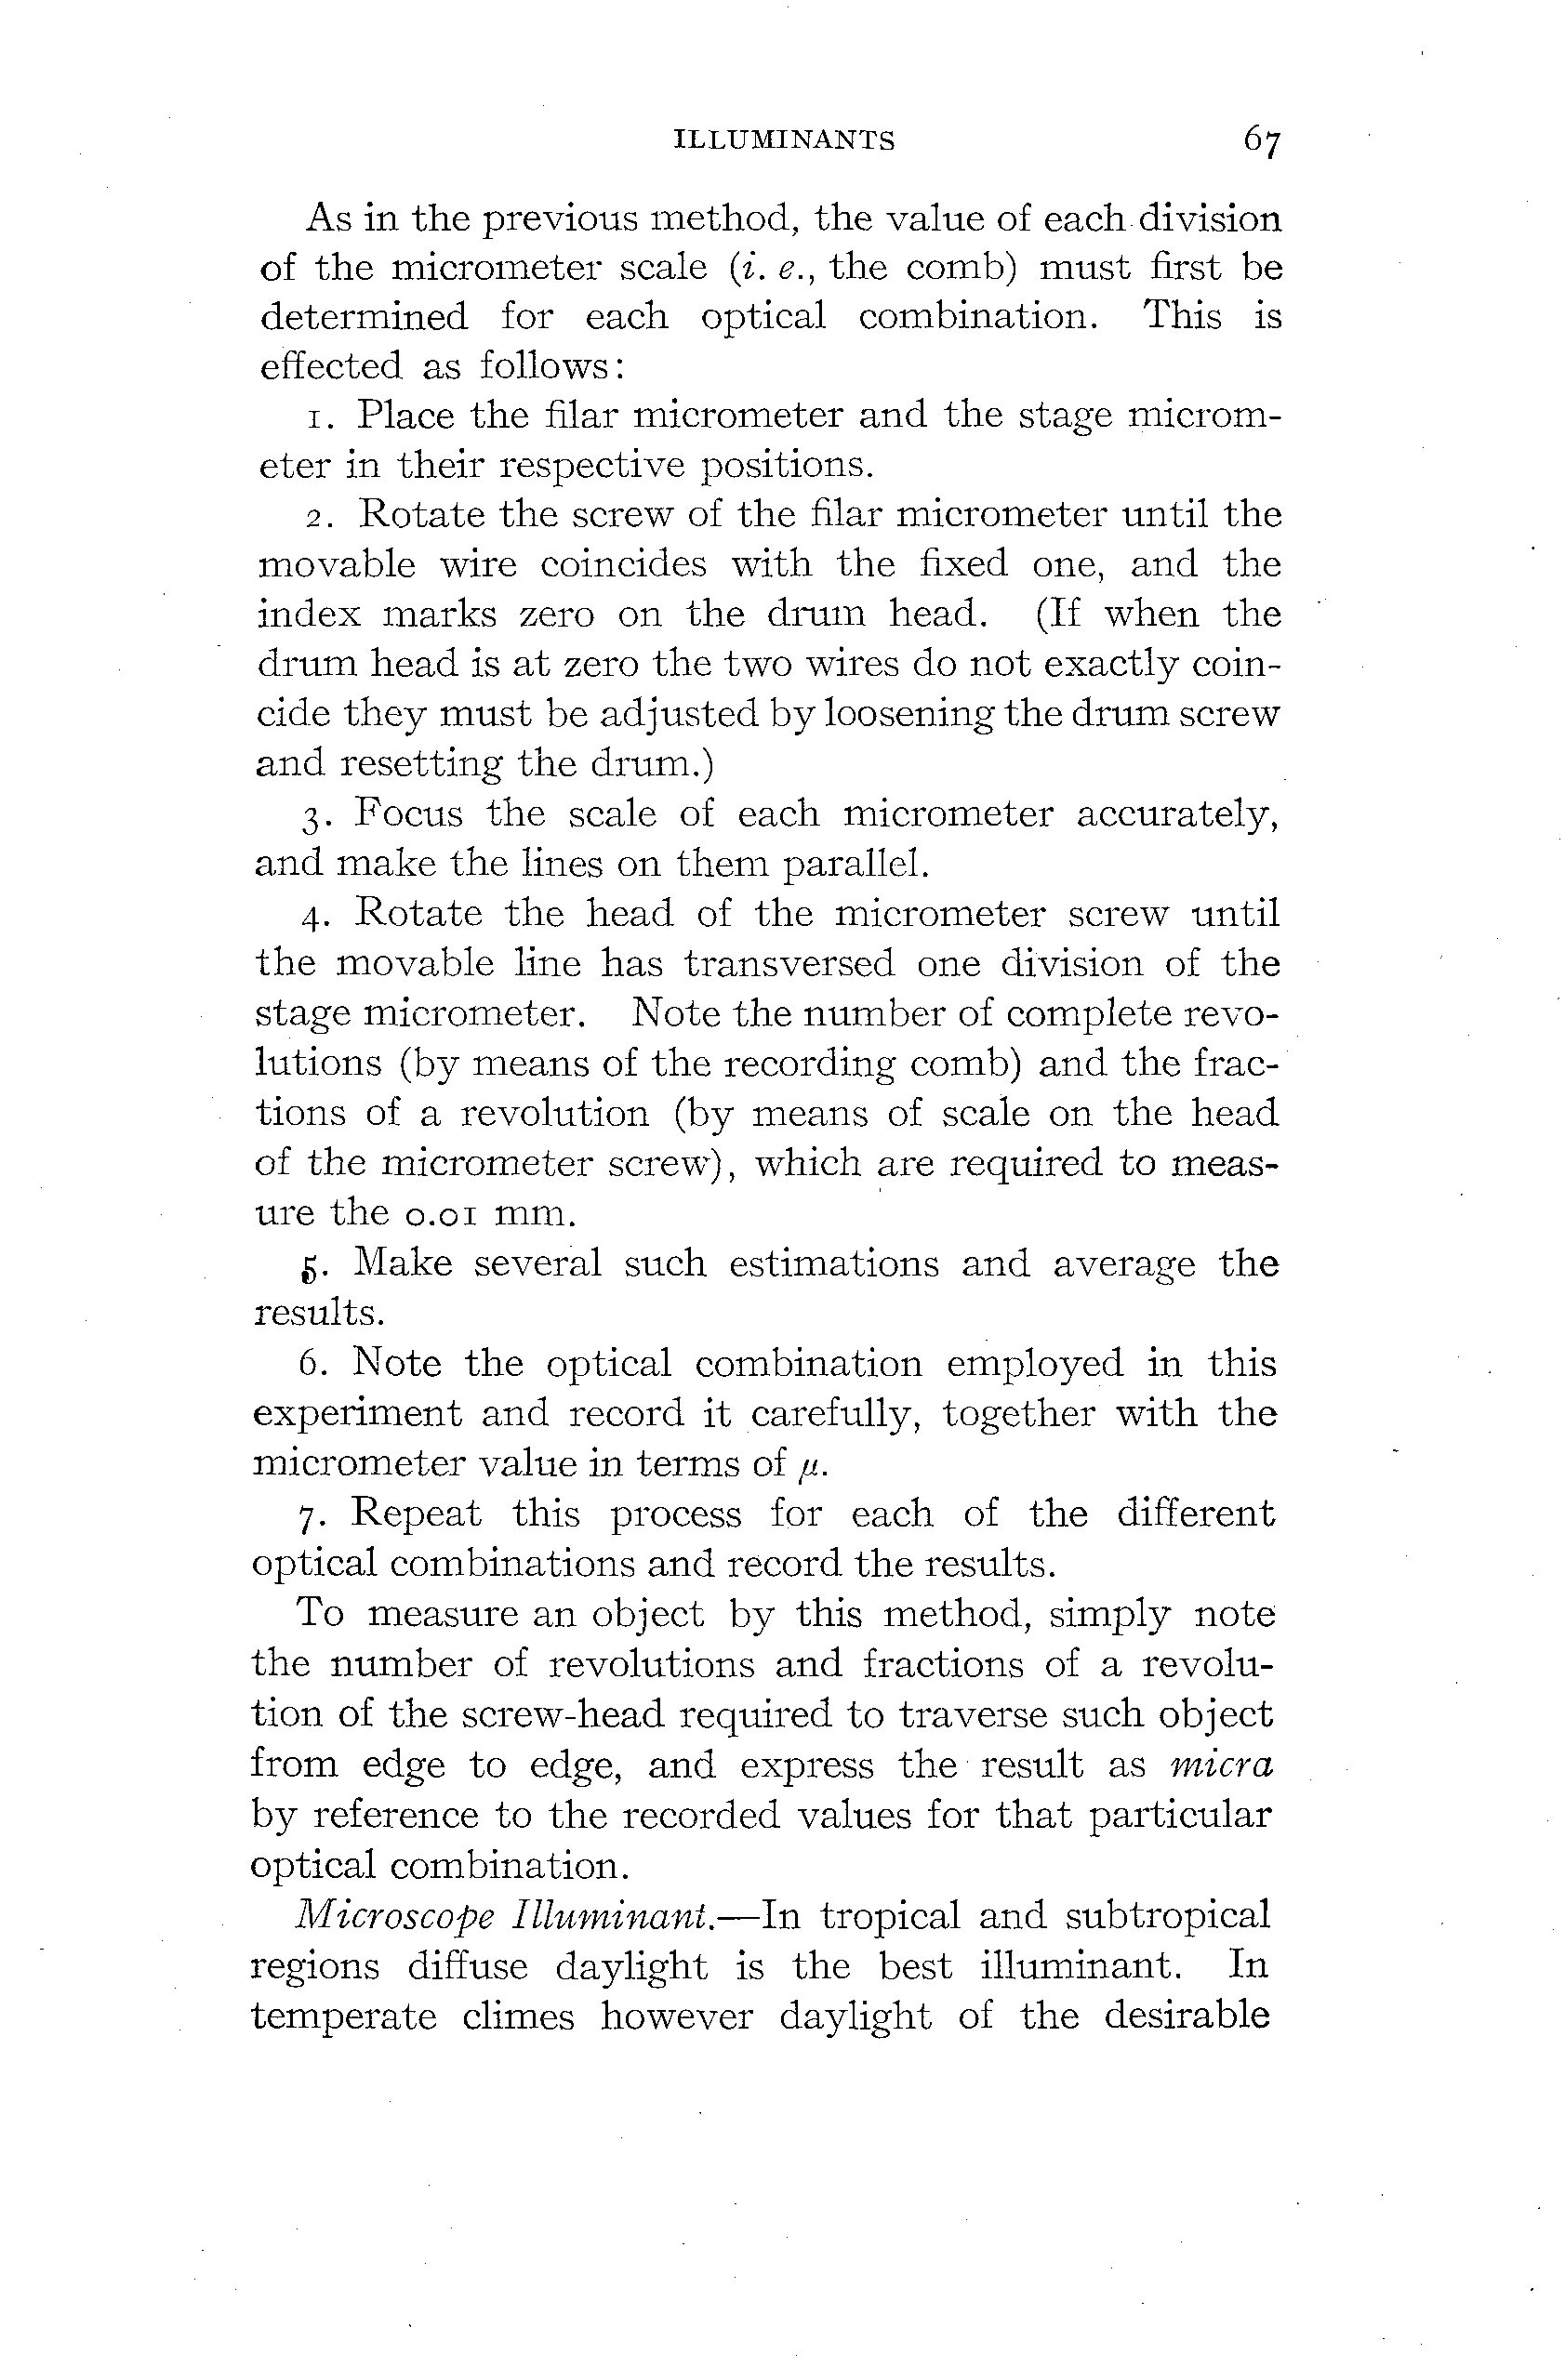 ILLUMINANTS 67
As in the previous method, the value of each division
of the micrometer scale (i. e., the comb) must first be
determined for each optical combination. This is
effected as follows:
1. Place the filar micrometer and the stage microm-
eter in their respective positions.
2. Rotate the screw of the filar micrometer until the
movable wire coincides with the fixed one, and the
index marks zero on the drum head. (If when the
drum head is at zero the two wires do not exactly coin-
cide they must be adjusted by loosening the drum screw
and resetting the drum.)
3. Focus the scale of each micrometer accurately,
and make the lines on them parallel.
4. Rotate the head of the micrometer screw until
the movable line has transversed one division of the
stage micrometer. Note the number of complete revo-
lutions (by means of the recording comb) and the frac-
tions of a revolution (by means of scale on the head
of the micrometer screw), which are required to meas-
ure the 0.01 mm.
5. Make several such estimations and average the
results.
6. Note the optical combination employed in this
experiment and record it carefully, together with the
micrometer value in terms of μ.
7. Repeat this process for each of the different
optical combinations and record the results.
To measure an object by this method, simply note
the number of revolutions and fractions of a revolu-
tion of the screw-head required to traverse such object
from edge to edge, and express the result as micra
by reference to the recorded values for that particular
optical combination.
Microscope Illuminant.—In tropical and subtropical
regions diffuse daylight is the best illuminant. In
temperate climes however daylight of the desirable